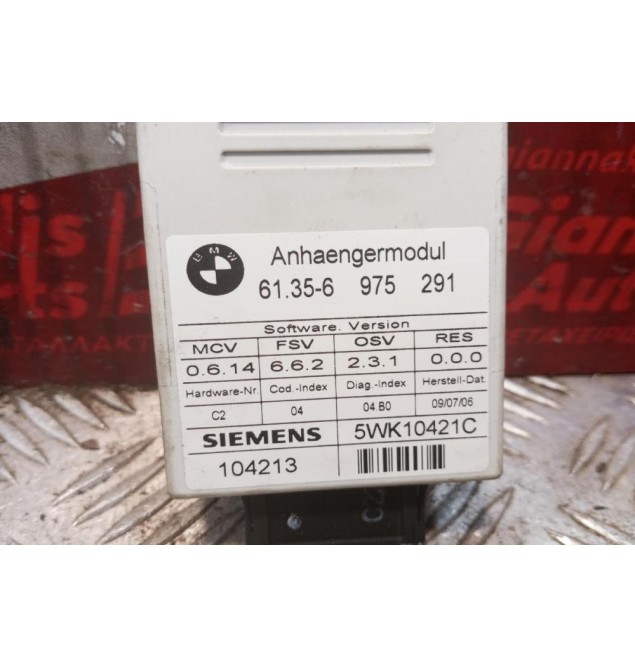 BMW
Anhaengermodul
61.35-6 975 291
Software. Version
MCV FSV OSV RES
0.6.14 6.6.2 2.3.1 0.0.0
Hardware-Nr. Cod.-Index Diag.-Index Herstell-Dat.
C2 04 04 B0 09/07/06
SIEMENS 5WK10421C
104213
Giannat
Auto